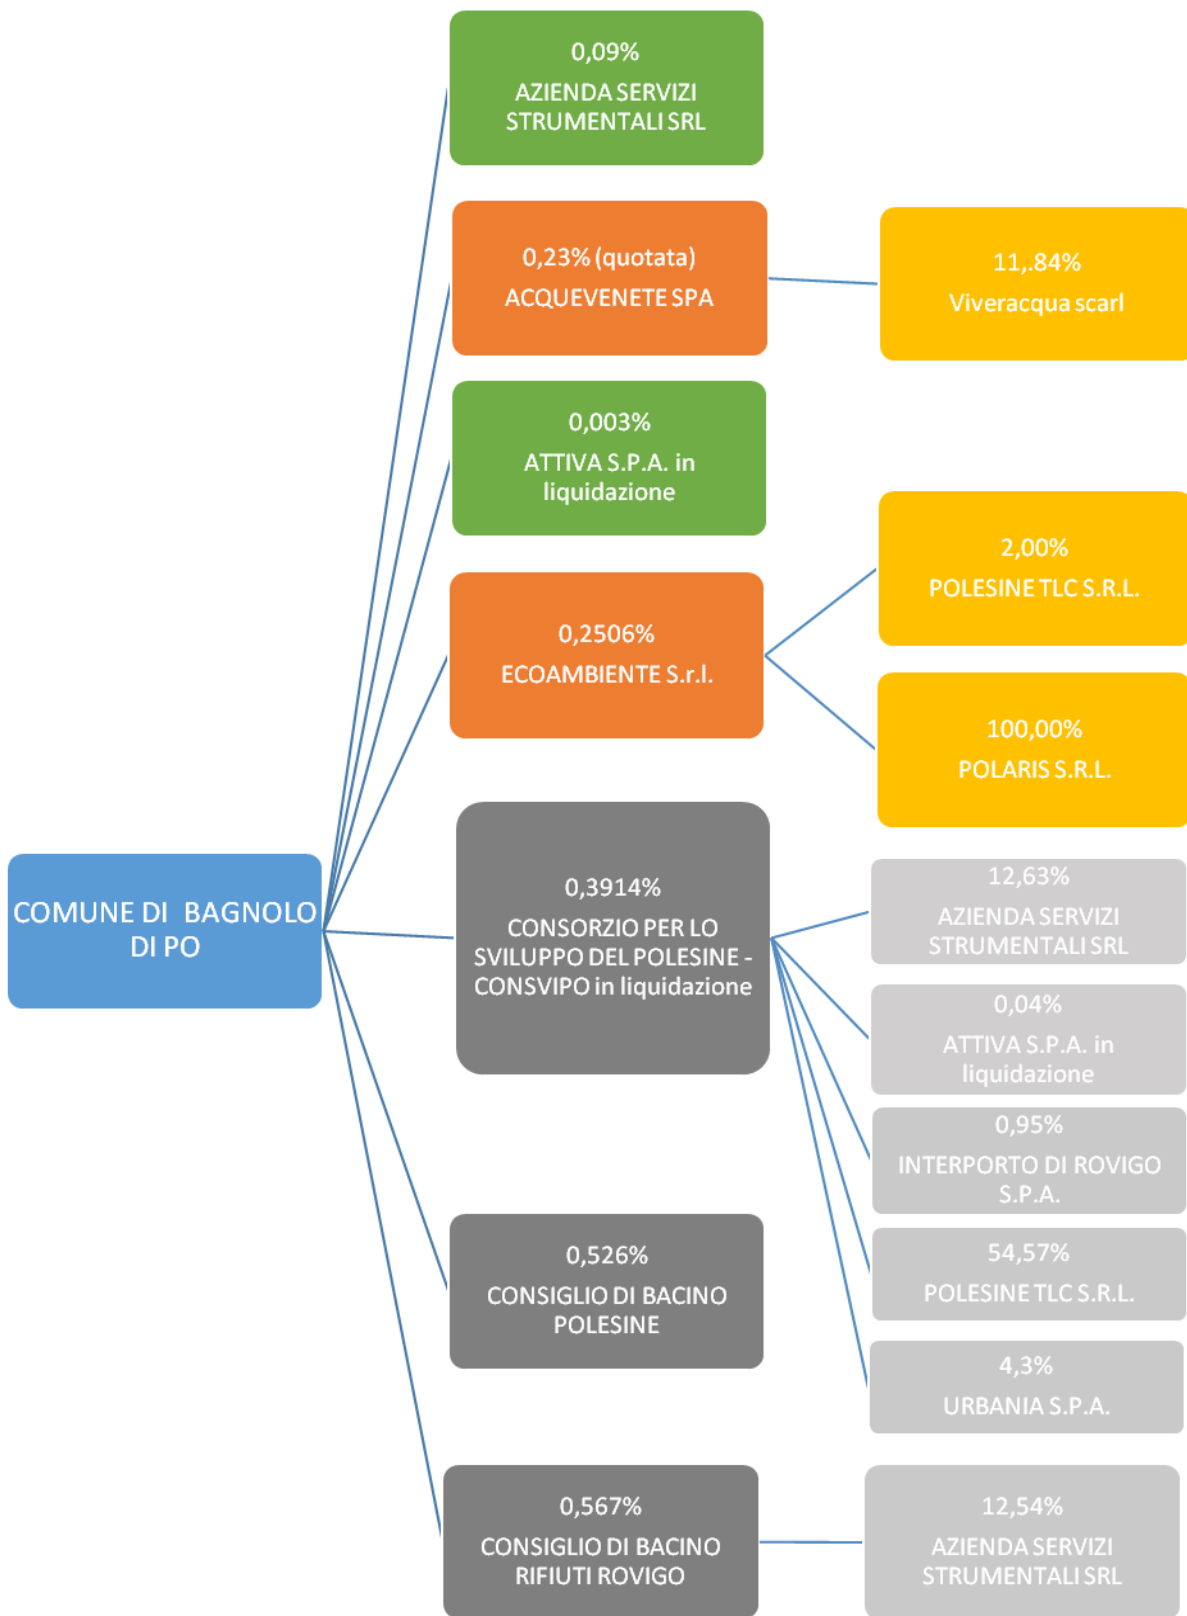 0,09%
AZIENDA SERVIZI
STRUMENTALI SRL
0,23% (quotata)
ACQUEVENETE SPA
11,.84%
Viveracqua scarl
0,003%
ATTIVA S.P.A. in
liquidazione
2,00%
POLESINE TLC S.R.L.
0,2506%
ECOAMBIENTE S.r.l.
100,00%
POLARIS S.R.L.
COMUNE DI BAGNOLO
DI PO
0,3914%
CONSORZIO PER LO
SVILUPPO DEL POLESINE -
CONSVIPO in liquidazione
12,63%
AZIENDA SERVIZI
STRUMENTALI SRL
0,04%
ATTIVA S.P.A. in
liquidazione
0,95%
INTERPORTO DI ROVIGO
S.P.A.
54,57%
POLESINE TLC S.R.L.
4,3%
URBANIA S.P.A.
0,526%
CONSIGLIO DI BACINO
POLESINE
0,567%
CONSIGLIO DI BACINO
RIFIUTI ROVIGO
12,54%
AZIENDA SERVIZI
STRUMENTALI SRL